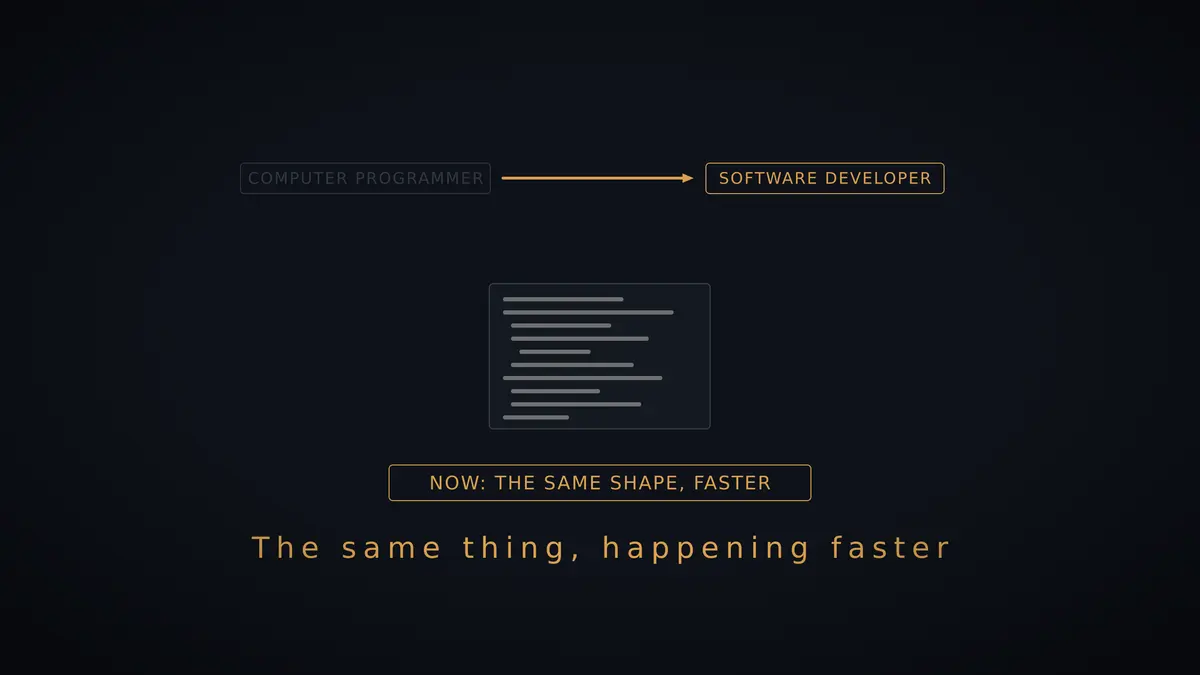 COMPUTER PROGRAMMER
SOFTWARE DEVELOPER
NOW: THE SAME SHAPE, FASTER
The same thing, happening faster